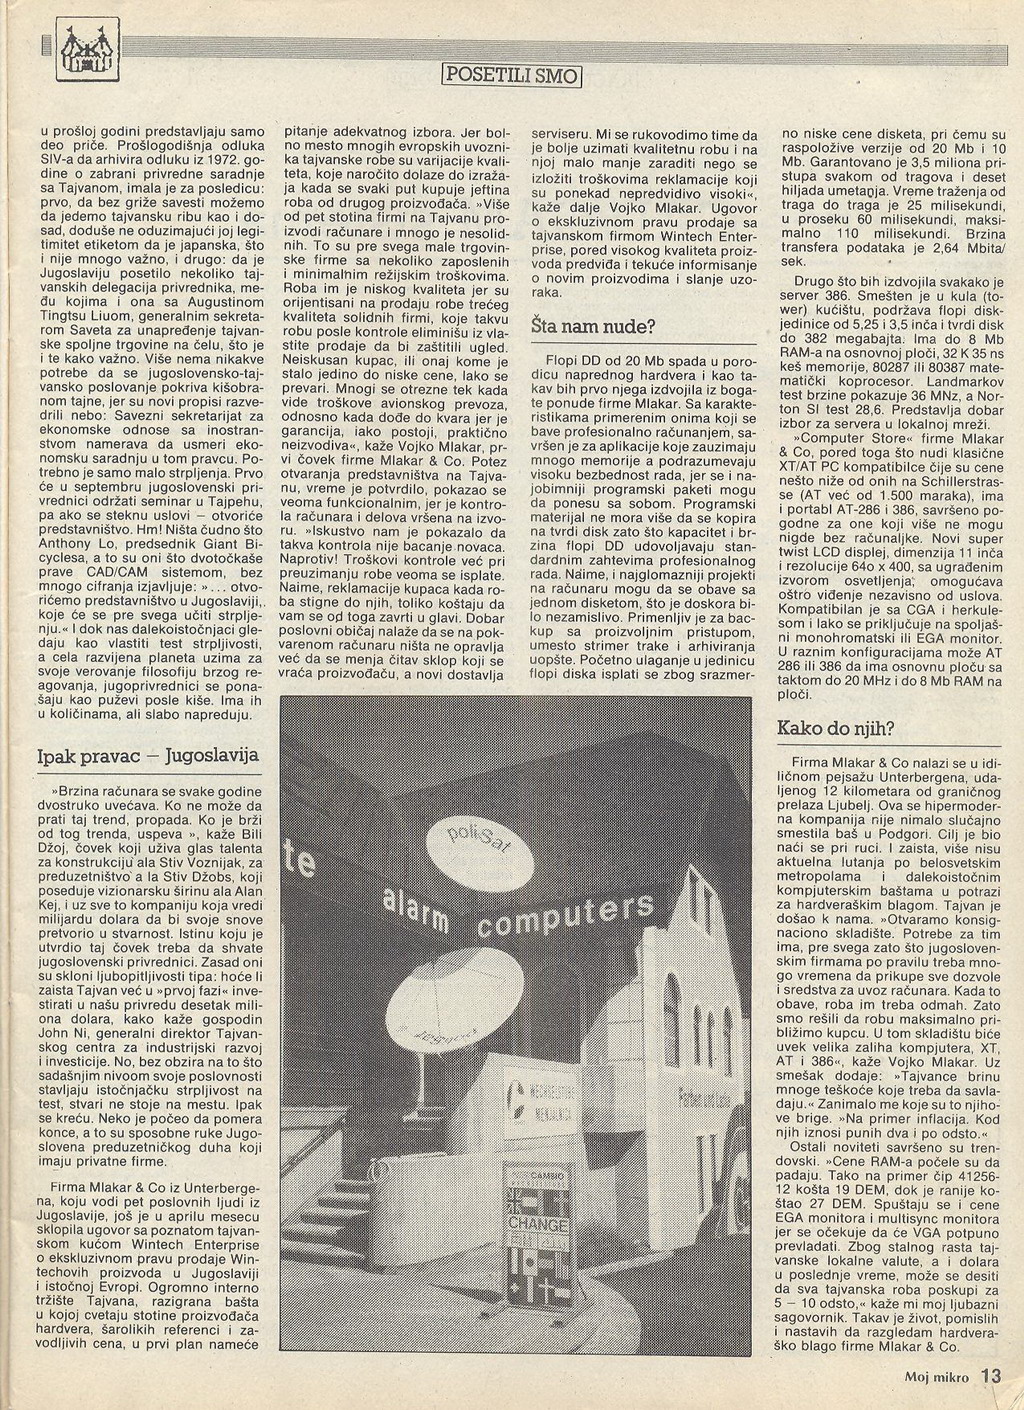 POSETILI SMO
u prošloj godini predstavljaju samo
deo priče. Prošlogodišnja odluka
SIV-a da arhivira odluku iz 1972. go-
dine o zabrani privredne saradnje
sa Tajvanom, imala je za posledicu:
prvo, da bez griže savesti možemo
da jedemo tajvansku ribu kao i do-
sad, doduše ne oduzimajući joj legi-
timitet etiketom da je japanska, što
i nije mnogo važno, i drugo: da je
Jugoslaviju posetilo nekoliko taj-
vanskih delegacija privrednika, me-
đu kojima i ona sa Augustinom
Tingtsu Liuom, generalnim sekreta-
rom Saveta za unapređenje tajvan-
ske spoljne trgovine na čelu, što je
i te kako važno. Više nema nikakve
potrebe da se jugoslovensko-taj-
vansko poslovanje pokriva kišobra-
nom tajne, jer su novi propisi razve-
drili nebo: Savezni sekretarijat za
ekonomske odnose sa inostran-
stvom namerava da usmeri eko-
nomsku saradnju u tom pravcu. Po-
trebno je samo malo strpljenja. Prvo
će u septembru jugoslovenski pri-
vrednici održati seminar u Tajpehu,
pa ako se steknu uslovi — otvoriće
predstavništvo. Hm! Ništa čudno što
Anthony Lo, predsednik Giant Bi-
cyclesa, a to su oni što dvotočkaše
prave CAD/CAM sistemom, bez
mnogo cifranja izjavljuje: »... otvo-
rićemo predstavništvo u Jugoslaviji,
koje će se pre svega učiti strplje-
nju.« I dok nas dalekoistočnjaci gle-
daju kao vlastiti test strpljivosti,
a cela razvijena planeta uzima za
svoje verovanje filosofiju brzog re-
agovanja, jugoprivrednici se pona-
šaju kao puževi posle kiše. Ima ih
u količinama, ali slabo napreduju.
Ipak pravac — Jugoslavija
»Brzina računara se svake godine
dvostruko uvećava. Ko ne može da
prati taj trend, propada. Ko je brži
od tog trenda, uspeva », kaže Bili
Džoj, čovek koji uživa glas talenta
za konstrukciju ala Stiv Voznijak, za
preduzetništvo a la Stiv Džobs, koji
poseduje vizionarsku širinu ala Alan
Kej, i uz sve to kompaniju koja vredi
milijardu dolara da bi svoje snove
pretvorio u stvarnost. Istinu koju je
utvrdio taj čovek treba da shvate
jugoslovenski privrednici. Zasad oni
su skloni ljubopitljivosti tipa: hoće li
zaista Tajvan već u »prvoj fazi« inve-
stirati u našu privredu desetak mili-
ona dolara, kako kaže gospodin
John Ni, generalni direktor Tajvan-
skog centra za industrijski razvoj
i investicije. No, bez obzira na to što
sadašnjim nivoom svoje poslovnosti
stavljaju istočnjačku strpljivost na
test, stvari ne stoje na mestu. Ipak
se kreću. Neko je počeo da pomera
konce, a to su sposobne ruke Jugo-
slovena preduzetničkog duha koji
imaju privatne firme.
Firma Mlakar & Co iz Unterberge-
na, koju vodi pet poslovnih ljudi iz
Jugoslavije, još je u aprilu mesecu
sklopila ugovor sa poznatom tajvan-
skom kućom Wintech Enterprise
o ekskluzivnom pravu prodaje Win-
techovih proizvoda u Jugoslaviji
i istočnoj Evropi. Ogromno interno
tržište Tajvana, razigrana bašta
u kojoj cvetaju stotine proizvođača
hardvera, šarolikih referenci i za-
vodljivih cena, u prvi plan nameće
pitanje adekvatnog izbora. Jer bol-
no mesto mnogih evropskih uvozni-
ka tajvanske robe su varijacije kvali-
teta, koje naročito dolaze do izraža-
ja kada se svaki put kupuje jeftina
roba od drugog proizvođača. »Više
od pet stotina firmi na Tajvanu pro-
izvodi računare i mnogo je nesolid-
nih. To su pre svega male trgovin-
ske firme sa nekoliko zaposlenih
i minimalnim režijskim troškovima.
Roba im je niskog kvaliteta jer su
orijentisani na prodaju robe trećeg
kvaliteta solidnih firmi, koje takvu
robu posle kontrole eliminišu iz vla-
stite prodaje da bi zaštitili ugled.
Neiskusan kupac, ili onaj kome je
stalo jedino do niske cene, lako se
prevari. Mnogi se otrezne tek kada
vide troškove avionskog prevoza,
odnosno kada dođe do kvara jer je
garancija, iako postoji, praktično
neizvodiva«, kaže Vojko Mlakar, pr-
vi čovek firme Mlakar & Co. Potez
otvaranja predstavništva na Tajva-
nu, vreme je potvrdilo, pokazao se
veoma funkcionalnim, jer je kontro-
la računara i delova vršena na izvo-
ru. »Iskustvo nam je pokazalo da
takva kontrola nije bacanje novaca.
Naprotiv! Troškovi kontrole već pri
preuzimanju robe veoma se isplate.
Naime, reklamacije kupaca kada ro-
ba stigne do njih, toliko koštaju da
vam se od toga zavrti u glavi. Dobar
poslovni običaj nalaže da se na pok-
varenom računaru ništa ne opravlja
već da se menja čitav sklop koji se
vraća proizvođaču, a novi dostavlja
serviseru. Mi se rukovodimo time da
je bolje uzimati kvalitetnu robu i na
njoj malo manje zaraditi nego se
izložiti troškovima reklamacije koji
su ponekad nepredvidivo visoki«,
kaže dalje Vojko Mlakar. Ugovor
o ekskluzivnom pravu prodaje sa
tajvanskom firmom Wintech Enter-
prise, pored visokog kvaliteta proiz-
voda predviđa i tekuće informisanje
o novim proizvodima i slanje uzo-
raka.
Šta nam nude?
Flopi DD od 20 Mb spada u poro-
dicu naprednog hardvera i kao ta-
kav bih prvo njega izdvojila iz boga-
te ponude firme Mlakar. Sa karakte-
ristikama primerenim onima koji se
bave profesionalno računanjem, sa-
vršen je za aplikacije koje zauzimaju
mnogo memorije a podrazumevaju
visoku bezbednost rada, jer se i na-
jobimniji programski paketi mogu
da ponesu sa sobom. Programski
materijal ne mora više da se kopira
na tvrdi disk zato što kapacitet i br-
zina flopi DD udovoljavaju stan-
dardnim zahtevima profesionalnog
rada. Naime, i najglomazniji projekti
na računaru mogu da se obave sa
jednom disketom, što je doskora bi-
lo nezamislivo. Primenljiv je za bac-
kup sa proizvoljnim pristupom,
umesto strimer trake i arhiviranja
uopšte. Početno ulaganje u jedinicu
flopi diska isplati se zbog srazmer-
te
poliSat
alarm computers
WECHSELSTUBE
MENJALNICA
CAMBIO
CHANGE
no niske cene disketa, pri čemu su
raspoložive verzije od 20 Mb i 10
Mb. Garantovano je 3,5 miliona pri-
stupa svakom od tragova i deset
hiljada umetanja. Vreme traženja od
traga do traga je 25 milisekundi,
u proseku 60 milisekundi, maksi-
malno 110 milisekundi. Brzina
transfera podataka je 2,64 Mbita/
sek.
Drugo što bih izdvojila svakako je
server 386. Smešten je u kula (to-
wer) kućištu, podržava flopi disk-
jedinice od 5,25 i 3,5 inča i tvrdi disk
do 382 megabajta. Ima do 8 Mb
RAM-a na osnovnoj ploči, 32 K 35 ns
keš memorije, 80287 ili 80387 mate-
matički koprocesor. Landmarkov
test brzine pokazuje 36 MNz, a Nor-
ton SI test 28,6. Predstavlja dobar
izbor za servera u lokalnoj mreži.
»Computer Store« firme Mlakar
& Co, pored toga što nudi klasične
XT/AT PC kompatibilce čije su cene
nešto niže od onih na Schillerstras-
se (AT već od 1.500 maraka), ima
i portabl AT-286 i 386, savršeno po-
godne za one koji više ne mogu
nigde bez računaljke. Novi super
twist LCD displej, dimenzija 11 inča
i rezolucije 64o x 400, sa ugrađenim
izvorom osvetljenja, omogućava
oštro viđenje nezavisno od uslova.
Kompatibilan je sa CGA i herkule-
som i lako se priključuje na spoljaš-
ni monohromatski ili EGA monitor.
U raznim konfiguracijama može AT
286 ili 386 da ima osnovnu ploču sa
taktom do 20 MHz i do 8 Mb RAM na
ploči.
Kako do njih?
Firma Mlakar & Co nalazi se u idi-
ličnom pejsažu Unterbergena, uda-
ljenog 12 kilometara od graničnog
prelaza Ljubelj. Ova se hipermoder-
na kompanija nije nimalo slučajno
smestila baš u Podgori. Cilj je bio
naći se pri ruci. I zaista, više nisu
aktuelna lutanja po belosvetskim
metropolama i dalekoistočnim
kompjuterskim baštama u potrazi
za hardveraškim blagom. Tajvan je
došao k nama. »Otvaramo konsig-
naciono skladište. Potrebe za tim
ima, pre svega zato što jugosloven-
skim firmama po pravilu treba mno-
go vremena da prikupe sve dozvole
i sredstva za uvoz računara. Kada to
obave, roba im treba odmah. Zato
smo rešili da robu maksimalno pri-
bližimo kupcu. U tom skladištu biće
uvek velika zaliha kompjutera, XT,
AT i 386«, kaže Vojko Mlakar. Uz
smešak dodaje: »Tajvance brinu
mnoge teškoće koje treba da savla-
daju.« Zanimalo me koje su to njiho-
ve brige. »Na primer inflacija. Kod
njih iznosi punih dva i po odsto.«
Ostali noviteti savršeno su tren-
dovski. »Cene RAM-a počele su da
padaju. Tako na primer čip 41256-
12 košta 19 DEM, dok je ranije ko-
štao 27 DEM. Spuštaju se i cene
EGA monitora i multisync monitora
jer se očekuje da će VGA potpuno
prevladati. Zbog stalnog rasta taj-
vanske lokalne valute, a i dolara
u poslednje vreme, može se desiti
da sva tajvanska roba poskupi za
5 — 10 odsto,« kaže mi moj ljubazni
sagovornik. Takav je život, pomislih
i nastavih da razgledam hardvera-
ško blago firme Mlakar & Co.
Moj mikro 13